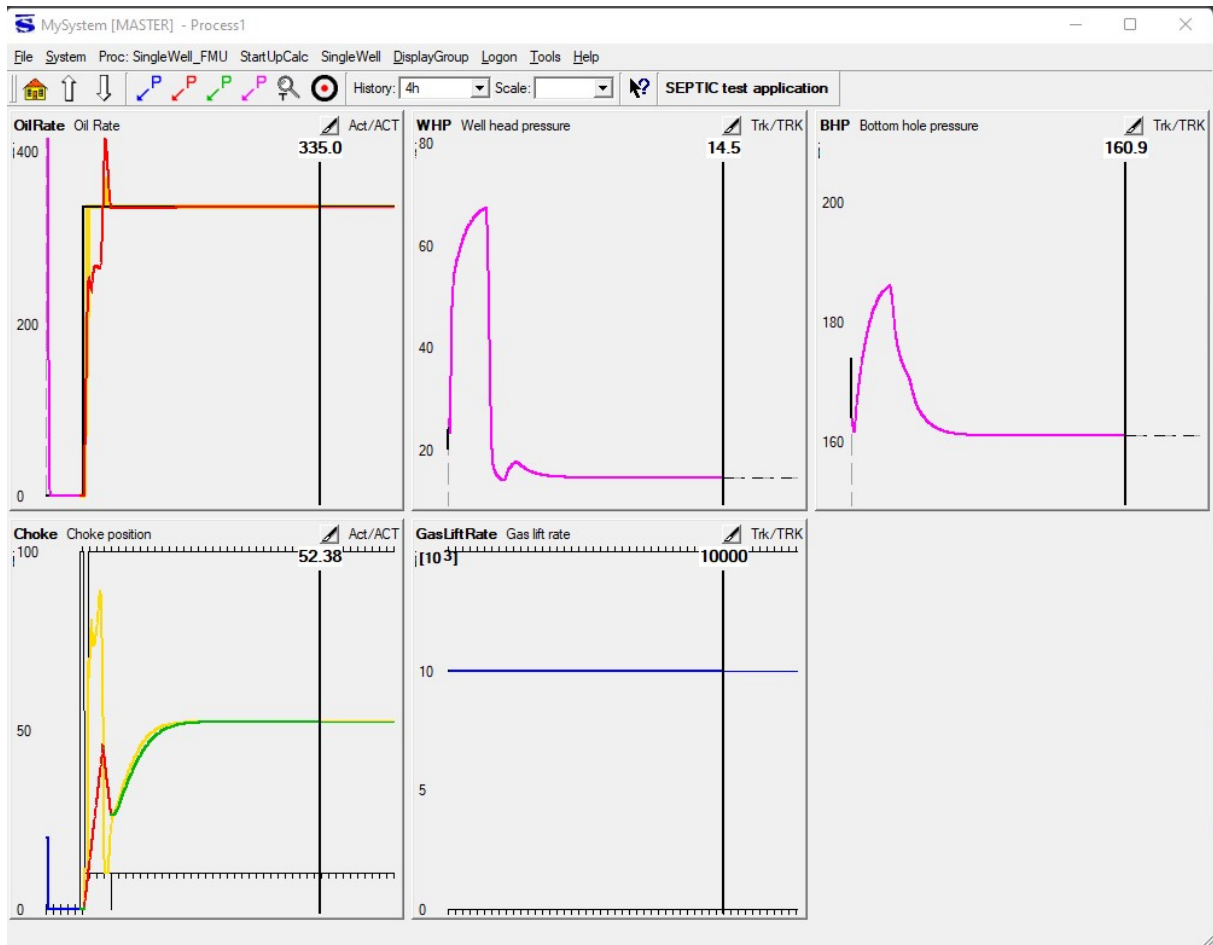 MySystem [MASTER] - Process1
File System Proc: SingleWell_FMU StartUpCalc SingleWell DisplayGroup Logon Tools Help
P P P P History: 4h Scale: SEPTIC test application
OilRate Oil Rate Act/ACT
400
335.0
200
0
WHP Well head pressure Trk/TRK
80
14.5
60
40
20
BHP Bottom hole pressure Trk/TRK
160.9
200
180
160
Choke Choke position Act/ACT
100
52.38
50
0
GasLiftRate Gas lift rate Trk/TRK
[10 3]
10000
10
5
0